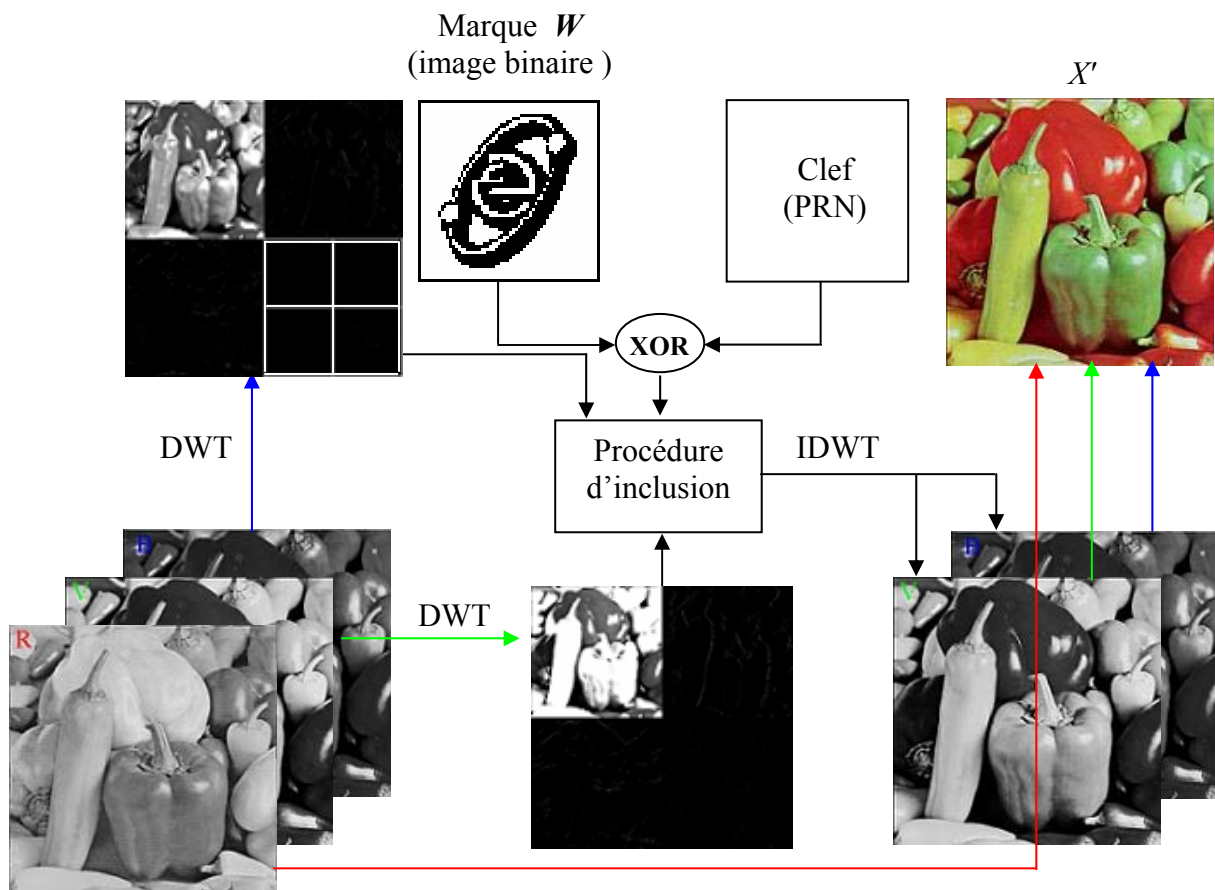 Marque W
(image binaire )
X'
Clef
(PRN)
XOR
DWT
Procédure
d'inclusion
IDWT
B
B
V
V
DWT
R